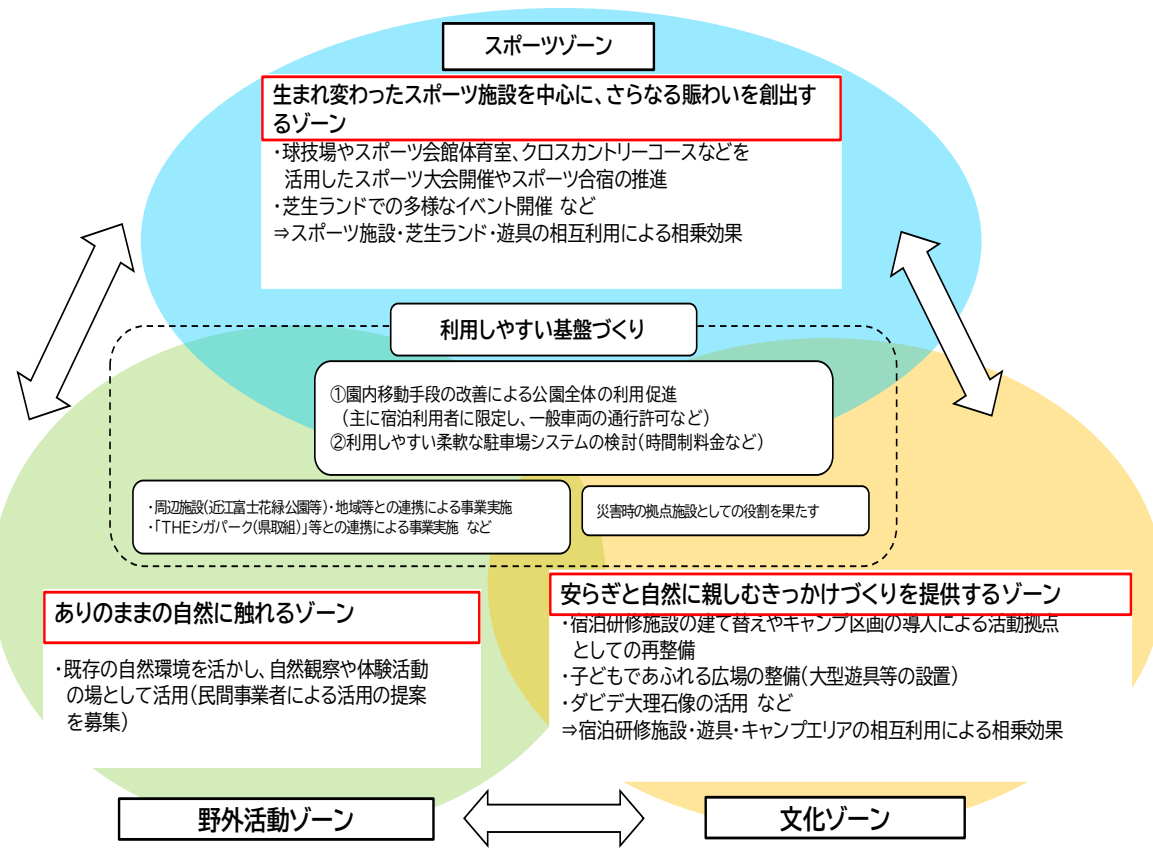 スポーツゾーン
生まれ変わったスポーツ施設を中心に、さらなる賑わいを創出す
るゾーン
・球技場やスポーツ会館体育室、クロスカントリーコースなどを
活用したスポーツ大会開催やスポーツ合宿の推進
・芝生ランドでの多様なイベント開催 など
⇒スポーツ施設・芝生ランド・遊具の相互利用による相乗効果
利用しやすい基盤づくり
①園内移動手段の改善による公園全体の利用促進
（主に宿泊利用者に限定し、一般車両の通行許可など）
②利用しやすい柔軟な駐車場システムの検討（時間制料金など）
・周辺施設（近江富士花緑公園等）・地域等との連携による事業実施
・「THEシガパーク（県取組）」等との連携による事業実施 など
災害時の拠点施設としての役割を果たす
ありのままの自然に触れるゾーン
・既存の自然環境を活かし、自然観察や体験活動
の場として活用（民間事業者による活用の提案
を募集）
野外活動ゾーン
安らぎと自然に親しむきっかけづくりを提供するゾーン
・宿泊研修施設の建て替えやキャンプ区画の導入による活動拠点
としての再整備
・子どもであふれる広場の整備（大型遊具等の設置）
・ダビデ大理石像の活用 など
⇒宿泊研修施設・遊具・キャンプエリアの相互利用による相乗効果
文化ゾーン